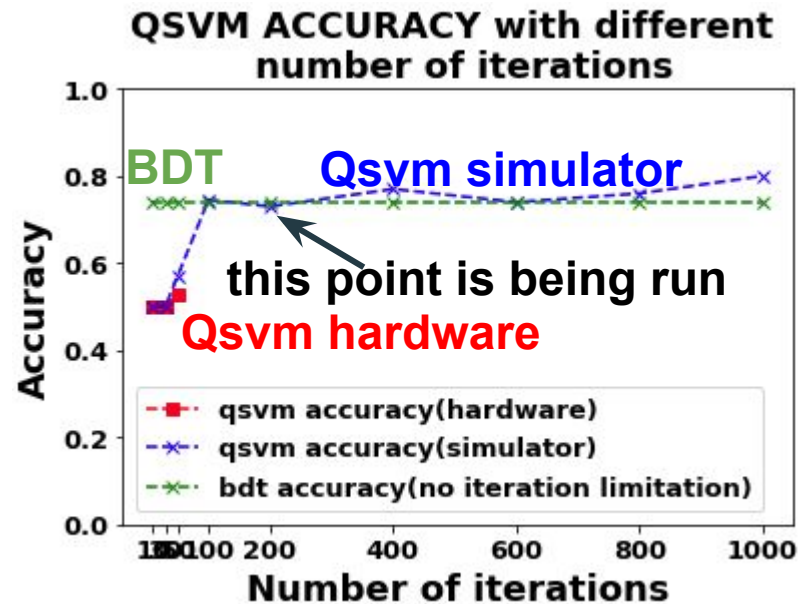 QSVM ACCURACY with different
number of iterations
1.0
BDT
Qsvm simulator
0.8
0.6
this point is being run
Qsvm hardware
0.4
Accuracy
qsvm accuracy(hardware)
qsvm accuracy(simulator)
0.2
bdt accuracy(no iteration limitation)
0.0
100 200 400 600 800 1000
Number of iterations